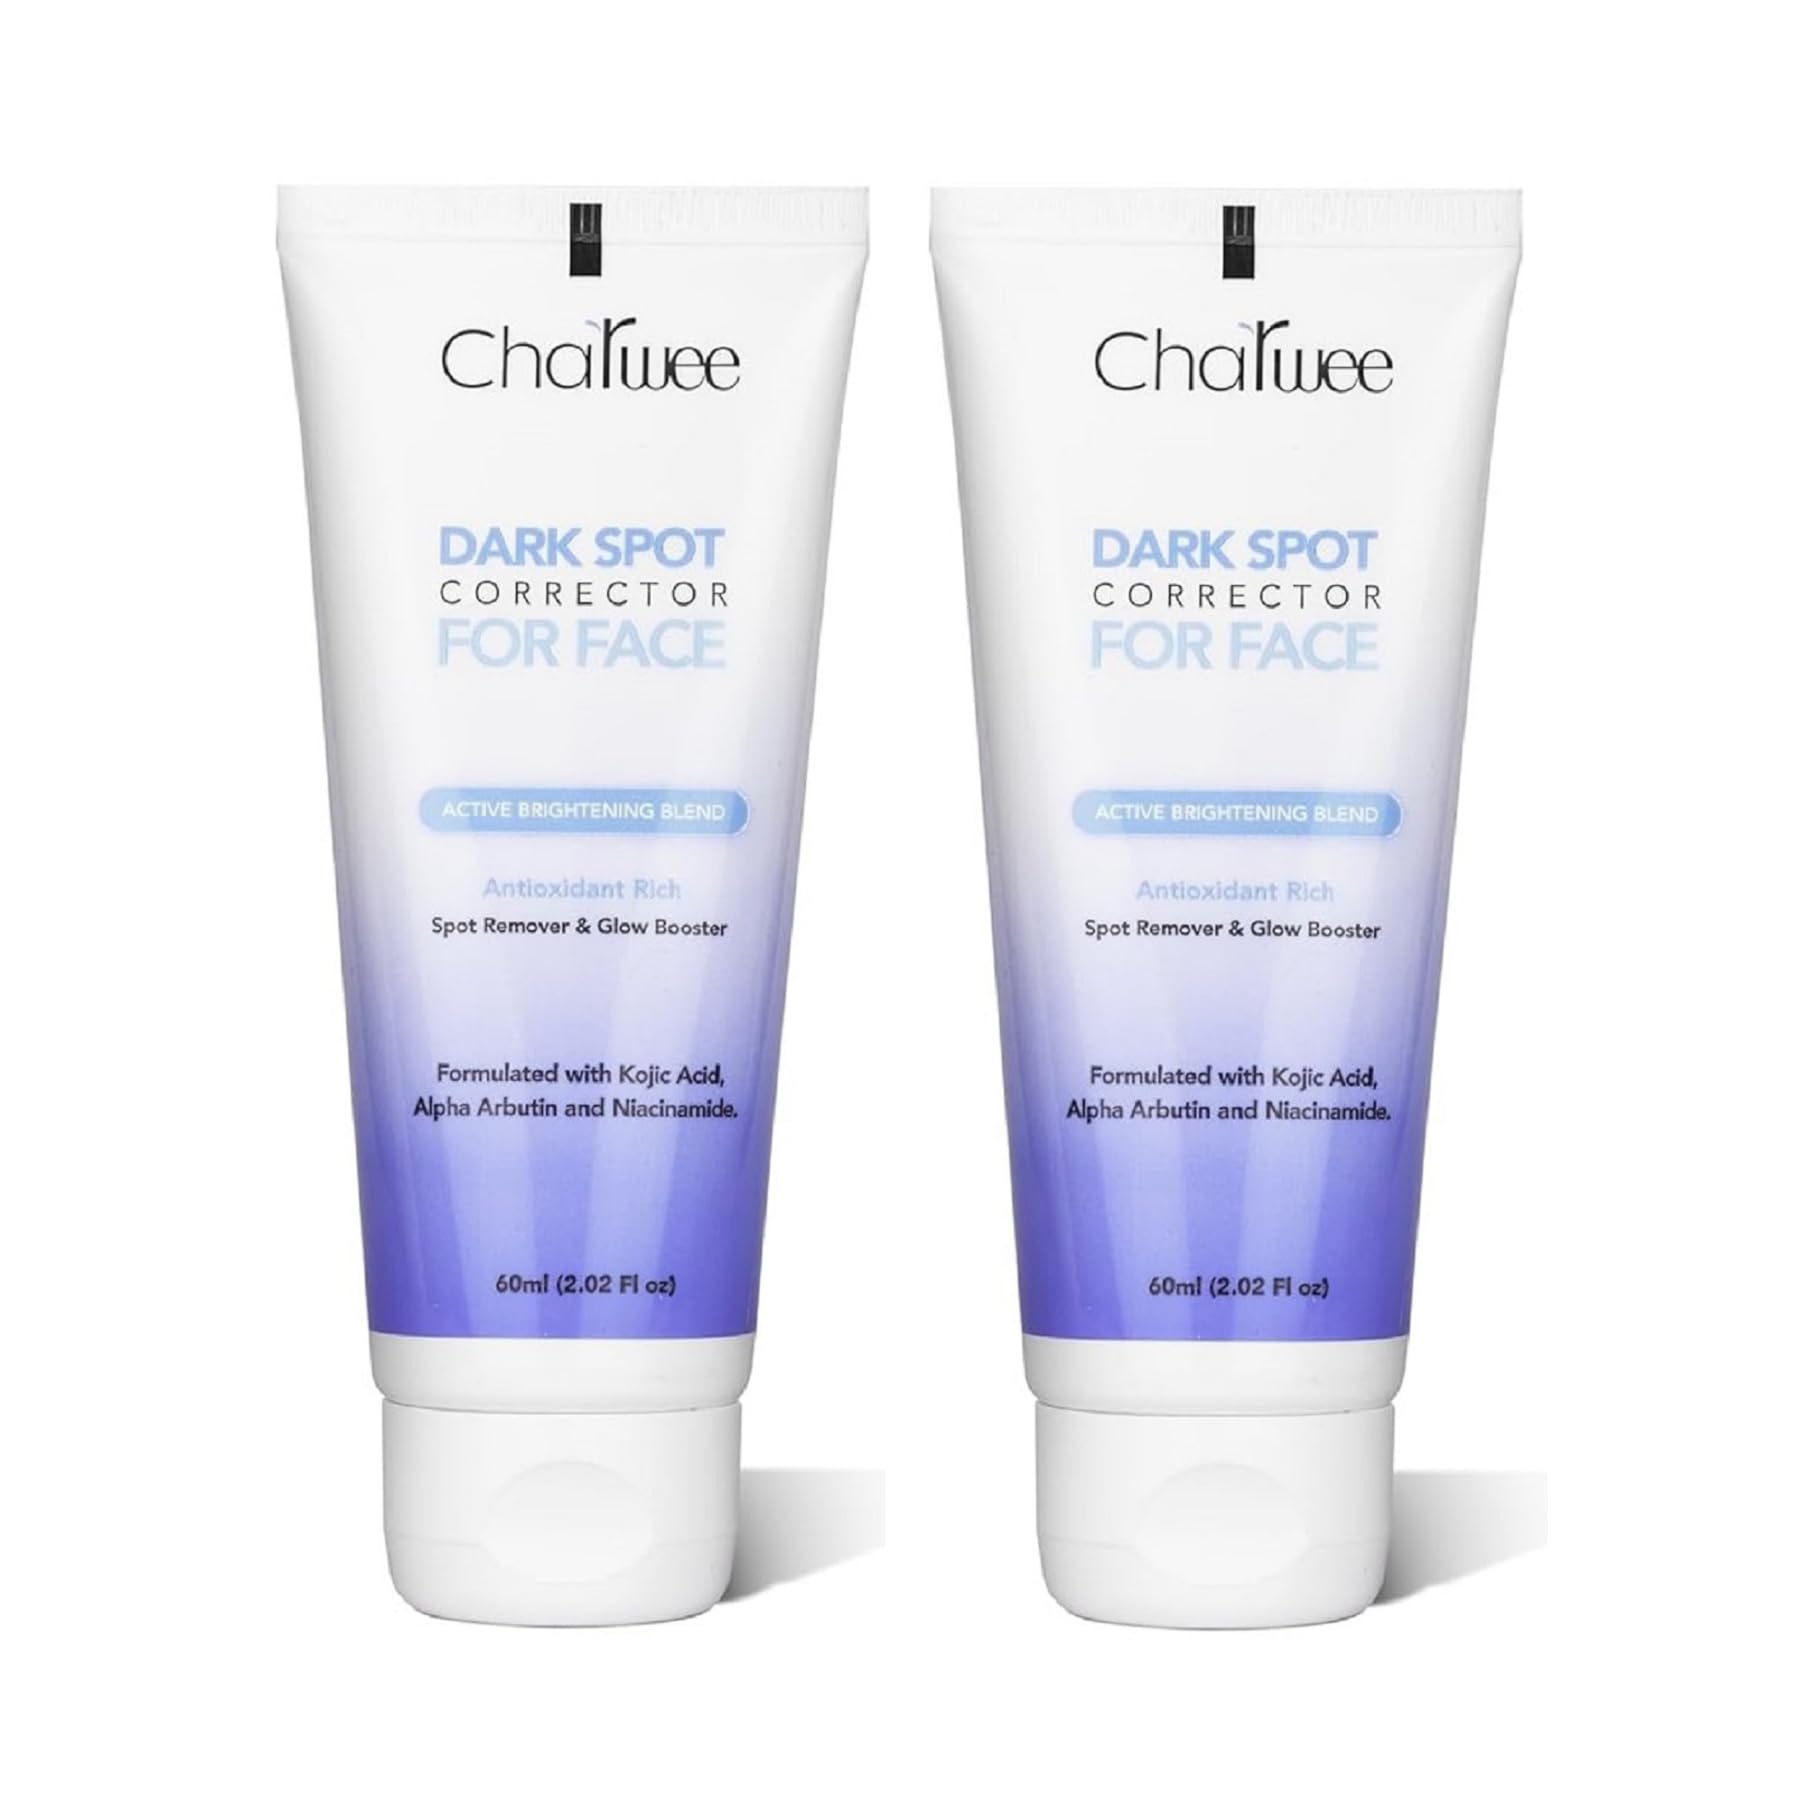 Charwee
DARK SPOT
CORRECTOR
FOR FACE
ACTIVE BRIGHTENING BLEND
Antioxidant Rich
Spot Remover & Glow Booster
Formulated with Kojic Acid,
Alpha Arbutin and Niacinamide.
60ml (2.02 Fl oz)
Charwee
DARK SPOT
CORRECTOR
FOR FACE
ACTIVE BRIGHTENING BLEND
Antioxidant Rich
Spot Remover & Glow Booster
Formulated with Kojic Acid,
Alpha Arbutin and Niacinamide.
60ml (2.02 Fl oz)